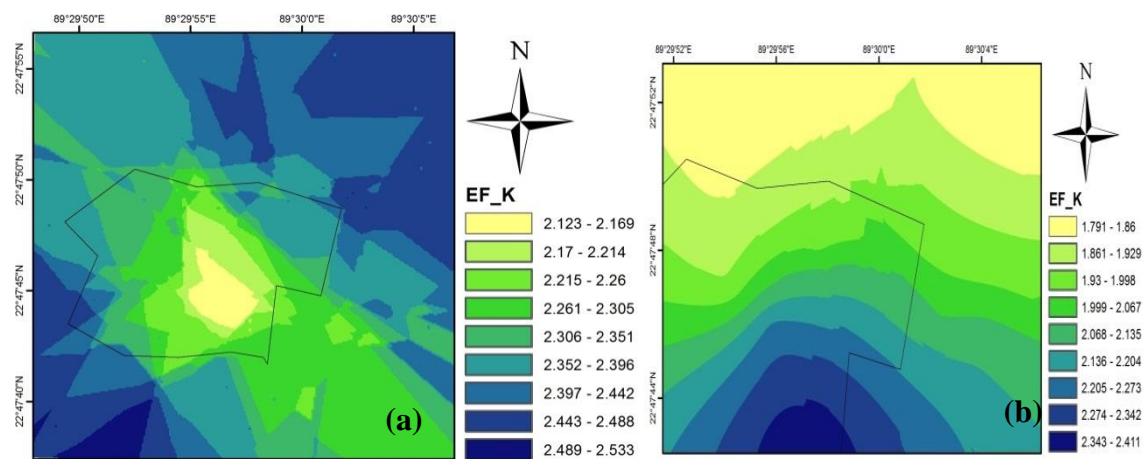 89°29'50"E 89°29'55"E 89°30'0"E 89°30'5"E
22°47'55"N
22°47'50"N
22°47'45"N
22°47'40"N
N
EF_K
2.123 - 2.169
2.17 - 2.214
2.215 - 2.26
2.261 - 2.305
2.306 - 2.351
2.352 - 2.396
2.397 - 2.442
2.443 - 2.488
2.489 - 2.533
(a)
89°29'52"E 89°29'56"E 89°30'0"E 89°30'4"E
22°47'52"N
22°47'48"N
22°47'44"N
N
EF_K
1.791 - 1.86
1.861 - 1.929
1.93 - 1.998
1.999 - 2.067
2.068 - 2.135
2.136 - 2.204
2.205 - 2.273
2.274 - 2.342
2.343 - 2.411
(b)